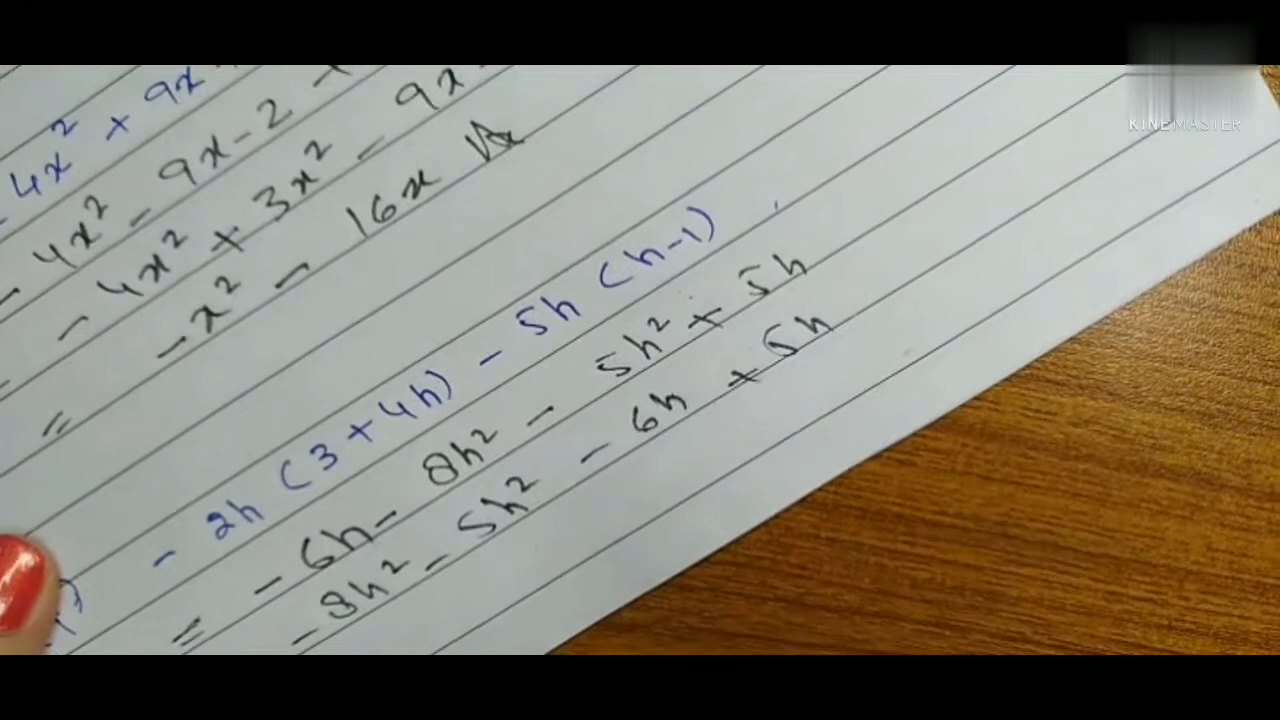 4x² + 9x
- 4x² - 9x - 2 -
- 4x² + 3x² - 9x -
= - x² - 16x
- 2h (3 + 4h) - 5h (h-1)
= - 6h - 8h² - 5h² + 5h
- 8h² - 5h² - 6h + 5h
KINEMASTER